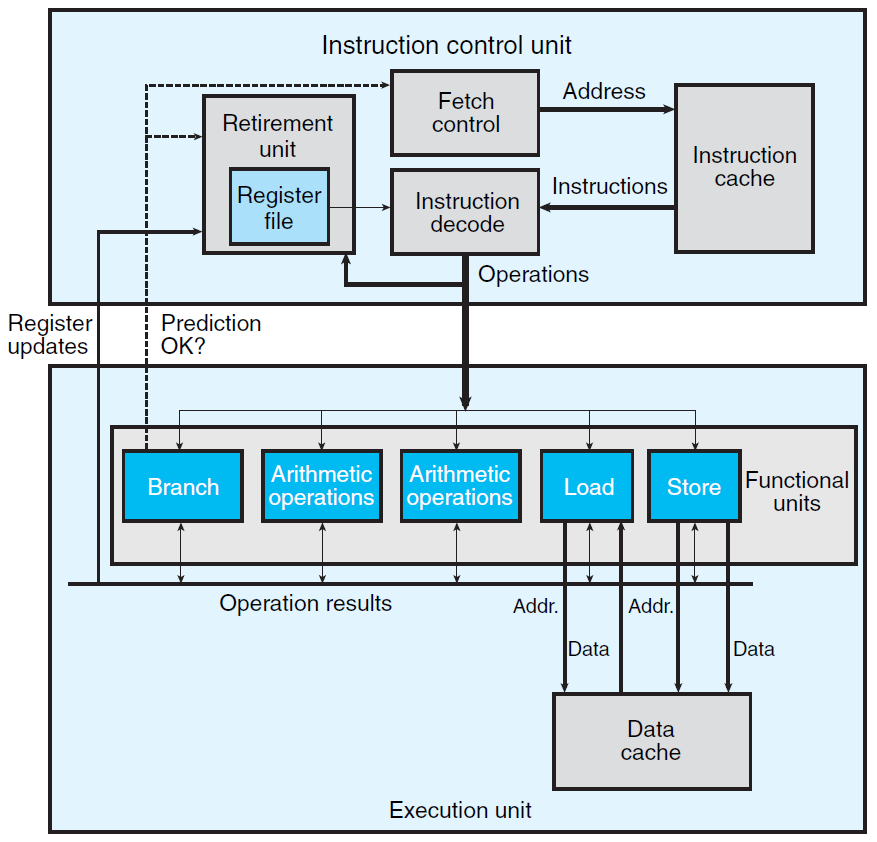 Instruction control unit
Fetch
control
Address
Retirement
unit
Instruction
cache
Register
file
Instruction
decode
Instructions
Operations
Register
updates
Prediction
OK?
Branch
Arithmetic
operations
Arithmetic
operations
Load
Store
Functional
units
Operation results
Addr.
Addr.
Data
Data
Data
cache
Execution unit